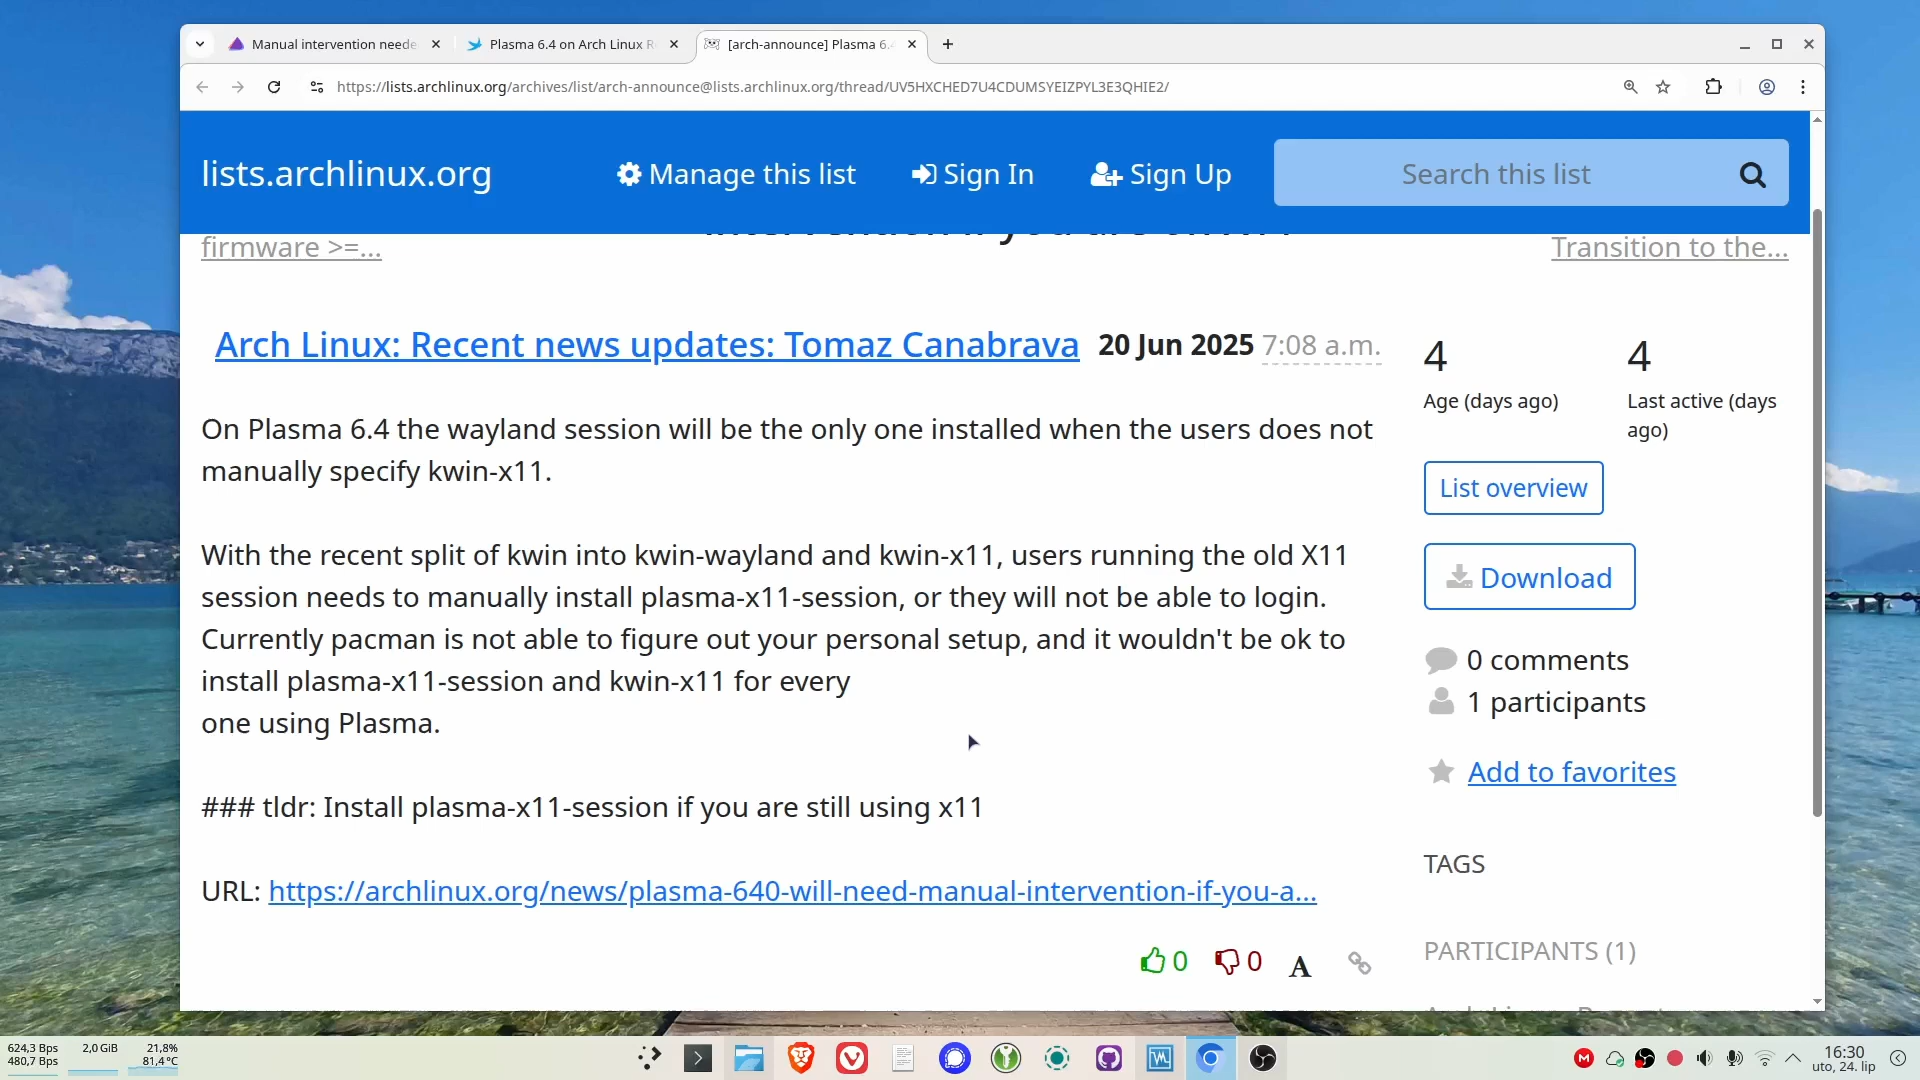 Manual intervention neede
Plasma 6.4 on Arch Linux R
[arch-announce] Plasma 6.
https://lists.archlinux.org/archives/list/arch-announce@lists.archlinux.org/thread/UV5HXCHED7U4CDUMSYEIZPYL3E3QHIE2/
lists.archlinux.org
Manage this list
Sign In
Sign Up
Search this list
firmware >=...
Transition to the...
Arch Linux: Recent news updates: Tomaz Canabrava
20 Jun 2025 7:08 a.m.
On Plasma 6.4 the wayland session will be the only one installed when the users does not
manually specify kwin-x11.
With the recent split of kwin into kwin-wayland and kwin-x11, users running the old X11
session needs to manually install plasma-x11-session, or they will not be able to login.
Currently pacman is not able to figure out your personal setup, and it wouldn't be ok to
install plasma-x11-session and kwin-x11 for every
one using Plasma.
### tldr: Install plasma-x11-session if you are still using x11
URL: https://archlinux.org/news/plasma-640-will-need-manual-intervention-if-you-a...
0
0
A
4
Age (days ago)
4
Last active (days
ago)
List overview
Download
0 comments
1 participants
Add to favorites
TAGS
PARTICIPANTS (1)
624,3 Bps
480,7 Bps
2,0 GiB
21,8%
81,4 °C
16:30
uto, 24. lip